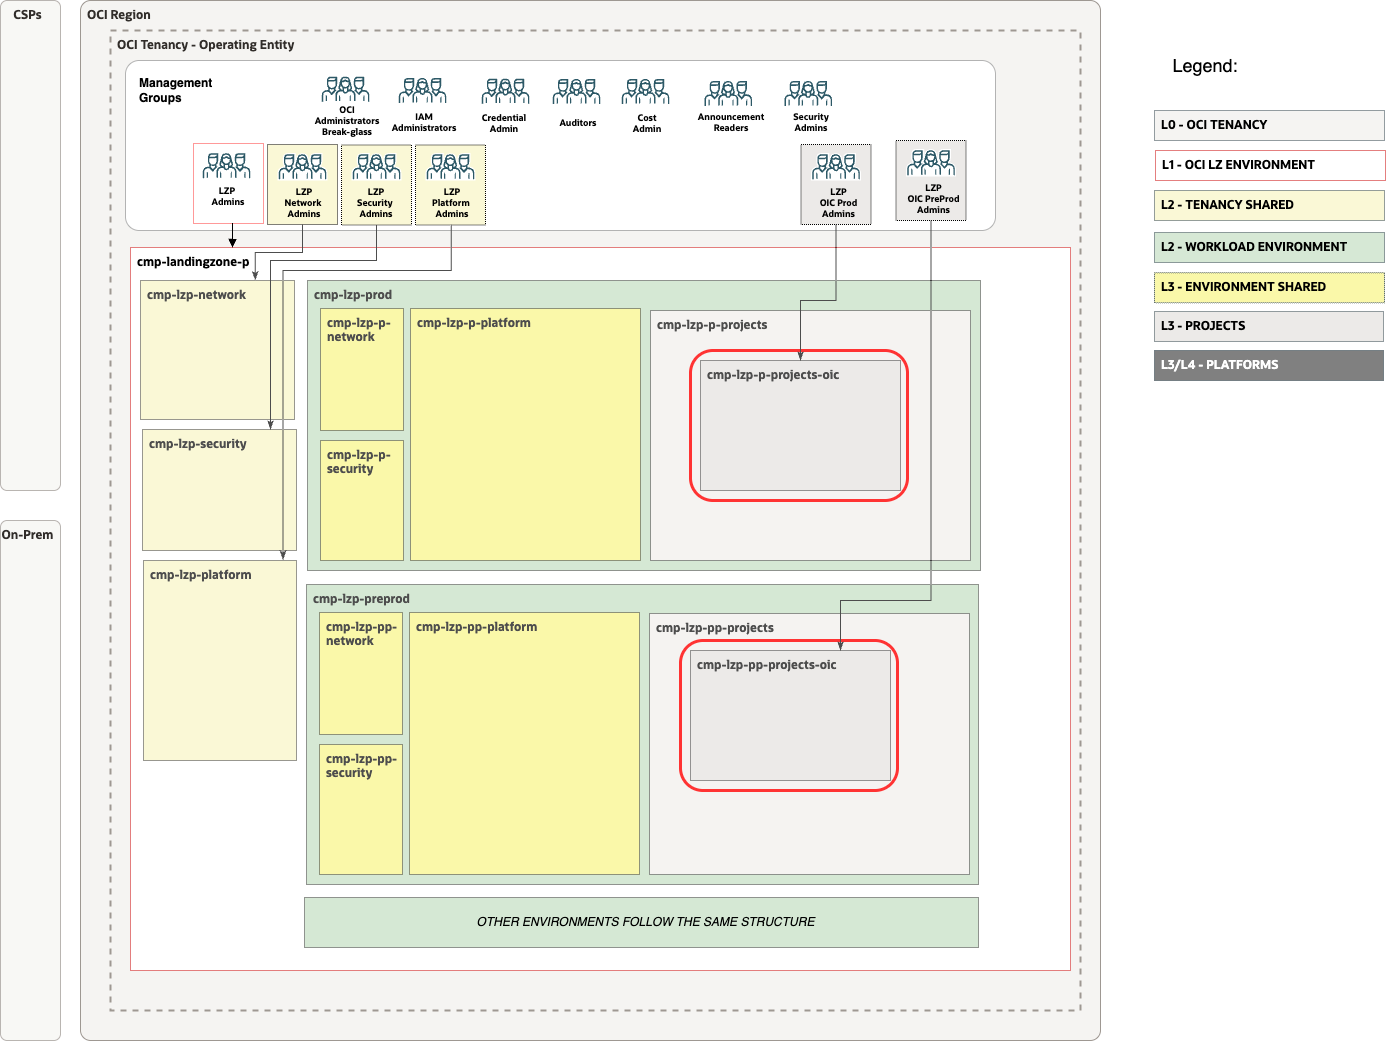 CSPs
OCI Region
OCI Tenancy - Operating Entity
Management
Groups
OCI
Administrators
Break-glass
IAM
Administrators
Credential
Admin
Auditors
Cost
Admin
Announcement
Readers
Security
Admins
LZP
Admins
LZP
Network
Admins
LZP
Security
Admins
LZP
Platform
Admins
LZP
OIC Prod
Admins
LZP
OIC PreProd
Admins
cmp-landingzone-p
cmp-lzp-network
cmp-lzp-security
cmp-lzp-platform
cmp-lzp-prod
cmp-lzp-p-
network
cmp-lzp-p-
security
cmp-lzp-p-platform
cmp-lzp-p-projects
cmp-lzp-p-projects-oic
cmp-lzp-preprod
cmp-lzp-pp-
network
cmp-lzp-pp-
security
cmp-lzp-pp-platform
cmp-lzp-pp-projects
cmp-lzp-pp-projects-oic
OTHER ENVIRONMENTS FOLLOW THE SAME STRUCTURE
On-Prem
Legend:
L0 - OCI TENANCY
L1 - OCI LZ ENVIRONMENT
L2 - TENANCY SHARED
L2 - WORKLOAD ENVIRONMENT
L3 - ENVIRONMENT SHARED
L3 - PROJECTS
L3/L4 - PLATFORMS